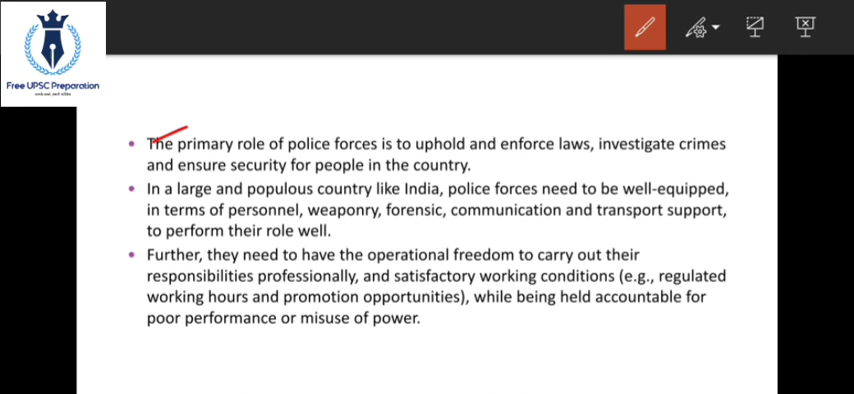 Free UPSC Preparation
• The primary role of police forces is to uphold and enforce laws, investigate crimes
and ensure security for people in the country.
• In a large and populous country like India, police forces need to be well-equipped,
in terms of personnel, weaponry, forensic, communication and transport support,
to perform their role well.
• Further, they need to have the operational freedom to carry out their
responsibilities professionally, and satisfactory working conditions (e.g., regulated
working hours and promotion opportunities), while being held accountable for
poor performance or misuse of power.